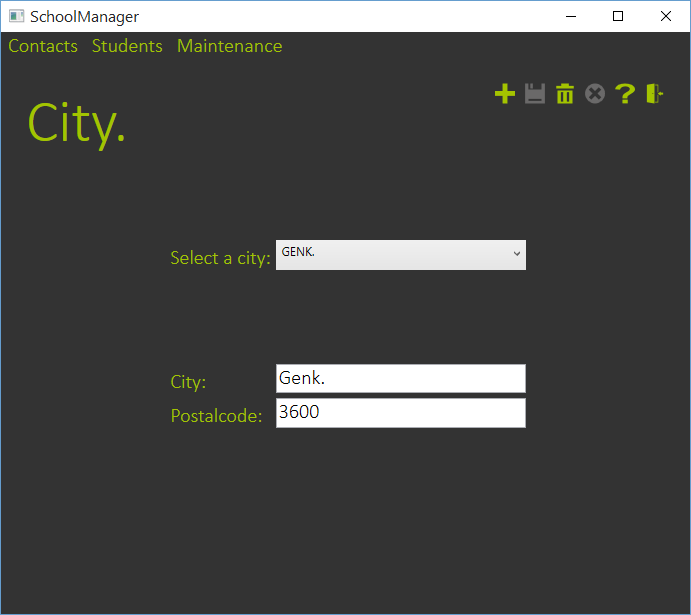 SchoolManager
Contacts Students Maintenance
City.
Select a city: GENK.
City: Genk.
Postalcode: 3600